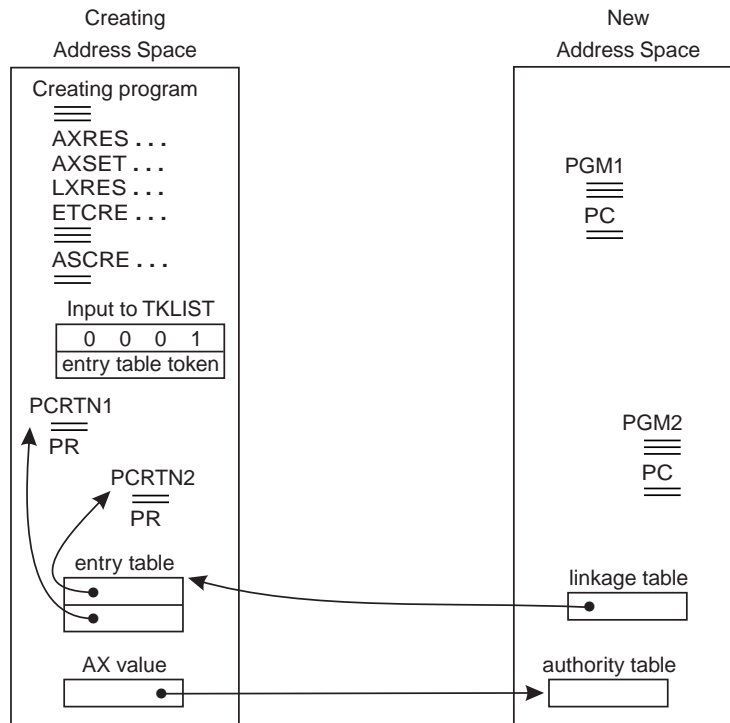 Creating
Address Space
Creating program
AXRES ...
AXSET ...
LXRES ...
ETCRE ...
ASCRE ...
Input to TKLIST
0 0 0 1
entry table token
PCRTN1
PR
PCRTN2
PR
entry table
AX value
New
Address Space
PGM1
PC
PGM2
PC
linkage table
authority table